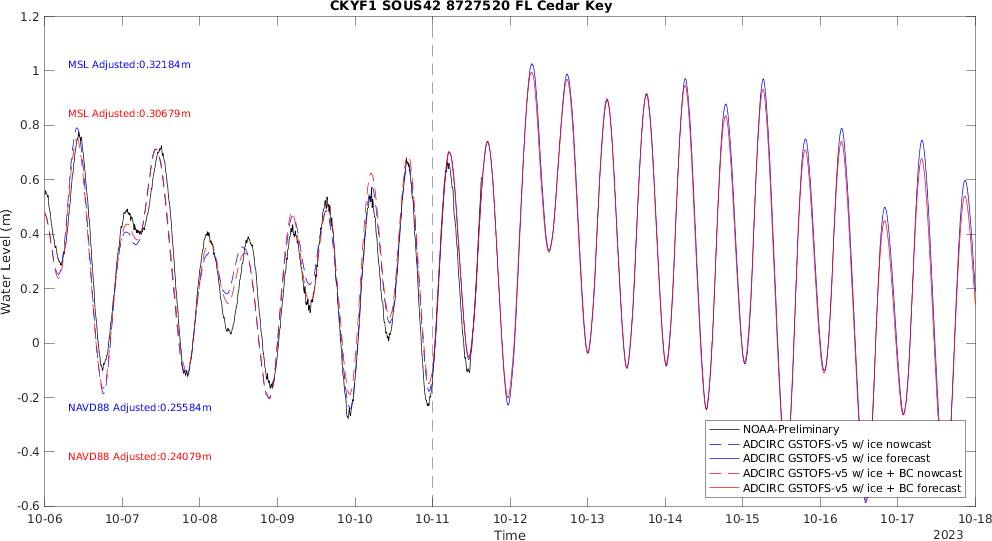 CKYF1 SOUS42 8727520 FL Cedar Key
1.2
1
0.8
0.6
0.4
0.2
0
-0.2
-0.4
-0.6
Water Level (m)
MSL Adjusted:0.32184m
MSL Adjusted:0.30679m
NAVD88 Adjusted:0.25584m
NAVD88 Adjusted:0.24079m
NOAA-Preliminary
ADCIRC GSTOFS-v5 w/ ice nowcast
ADCIRC GSTOFS-v5 w/ ice forecast
ADCIRC GSTOFS-v5 w/ ice + BC nowcast
ADCIRC GSTOFS-v5 w/ ice + BC forecast
10-06 10-07 10-08 10-09 10-10 10-11 10-12 10-13 10-14 10-15 10-16 10-17 10-18
Time
2023